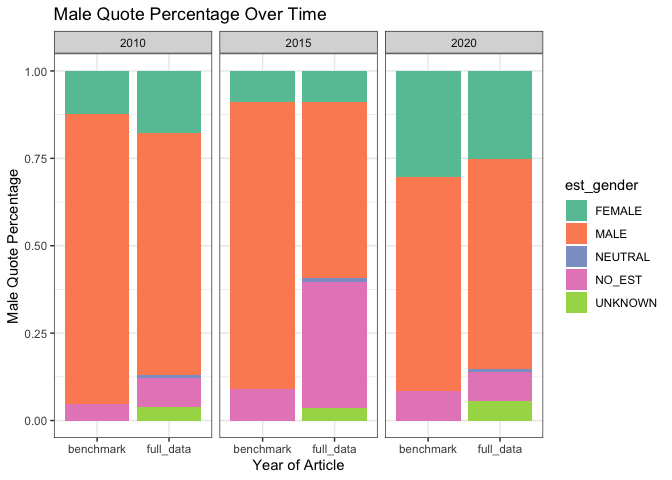 Male Quote Percentage Over Time
2010 2015 2020
1.00
0.75
0.50
0.25
0.00
Male Quote Percentage
benchmark full_data benchmark full_data benchmark full_data
Year of Article
est_gender
FEMALE
MALE
NEUTRAL
NO_EST
UNKNOWN